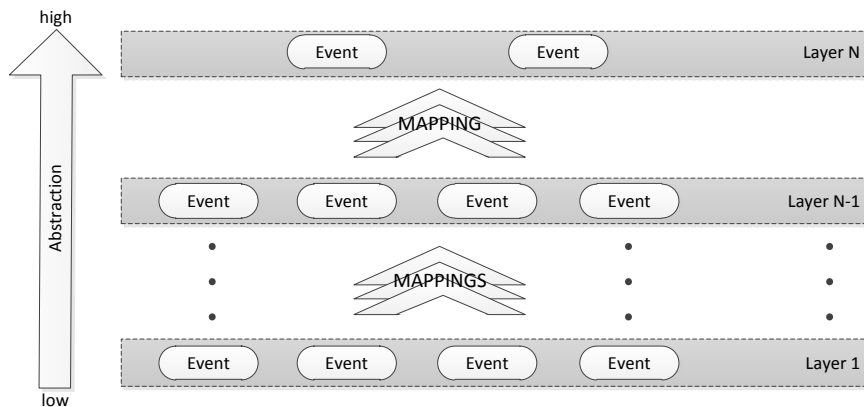 high
Event Event Layer N
MAPPING
Abstraction
Event Event Event Event Layer N-1
MAPPINGS
Event Event Event Event Layer 1
low